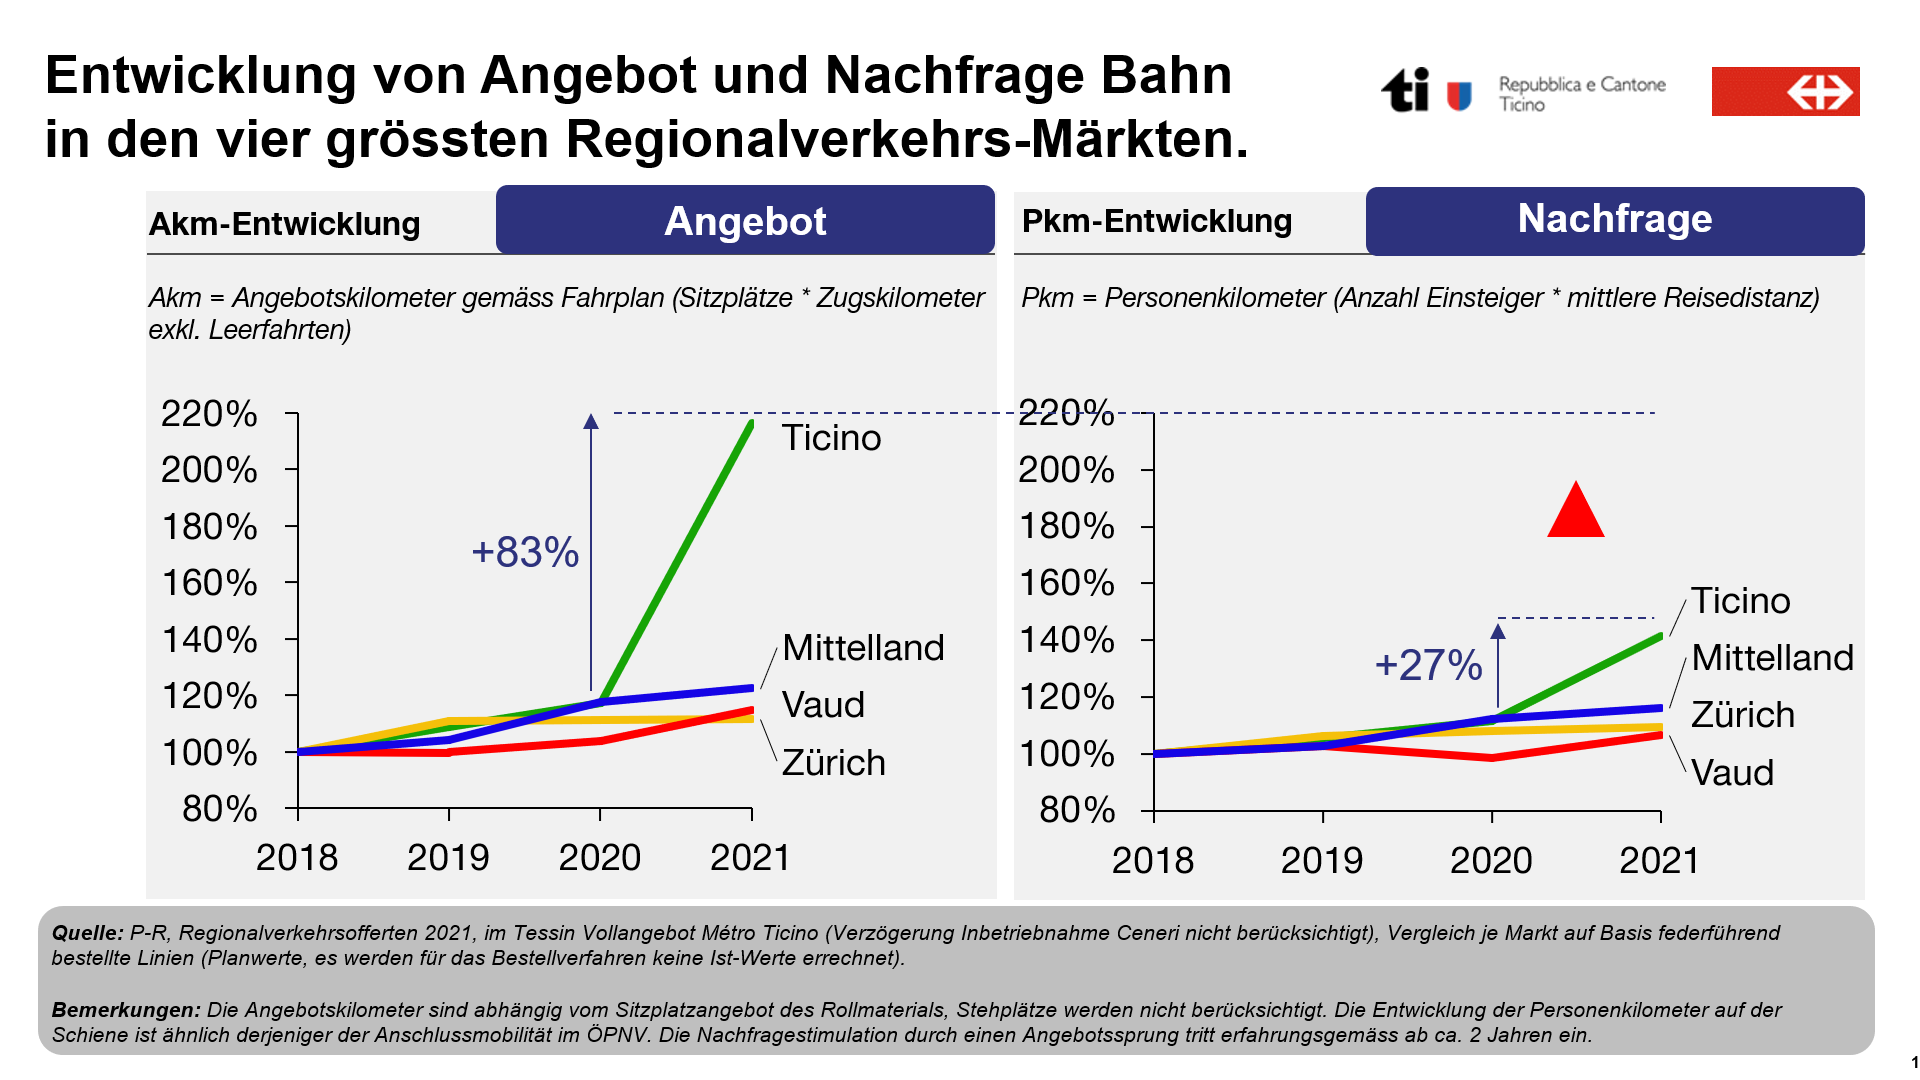 Entwicklung von Angebot und Nachfrage Bahn
in den vier grössten Regionalverkehrs-Märkten.
ti
Repubblica e Cantone
Ticino
Akm-Entwicklung
Angebot
Akm = Angebotskilometer gemäss Fahrplan (Sitzplätze * Zugskilometer
exkl. Leerfahrten)
220%
200%
180%
160%
140%
120%
100%
80%
2018 2019 2020 2021
+83%
Ticino
Mittelland
Vaud
Zürich
Pkm-Entwicklung
Nachfrage
Pkm = Personenkilometer (Anzahl Einsteiger * mittlere Reisedistanz)
220%
200%
180%
160%
140%
120%
100%
80%
2018 2019 2020 2021
+27%
Ticino
Mittelland
Zürich
Vaud
Quelle: P-R, Regionalverkehrsofferten 2021, im Tessin Vollangebot Métro Ticino (Verzögerung Inbetriebnahme Ceneri nicht berücksichtigt), Vergleich je Markt auf Basis federführend
bestellte Linien (Planwerte, es werden für das Bestellverfahren keine Ist-Werte errechnet).
Bemerkungen: Die Angebotskilometer sind abhängig vom Sitzplatzangebot des Rollmaterials, Stehplätze werden nicht berücksichtigt. Die Entwicklung der Personenkilometer auf der
Schiene ist ähnlich derjeniger der Anschlussmobilität im ÖPNV. Die Nachfragestimulation durch einen Angebotssprung tritt erfahrungsgemäss ab ca. 2 Jahren ein.
1